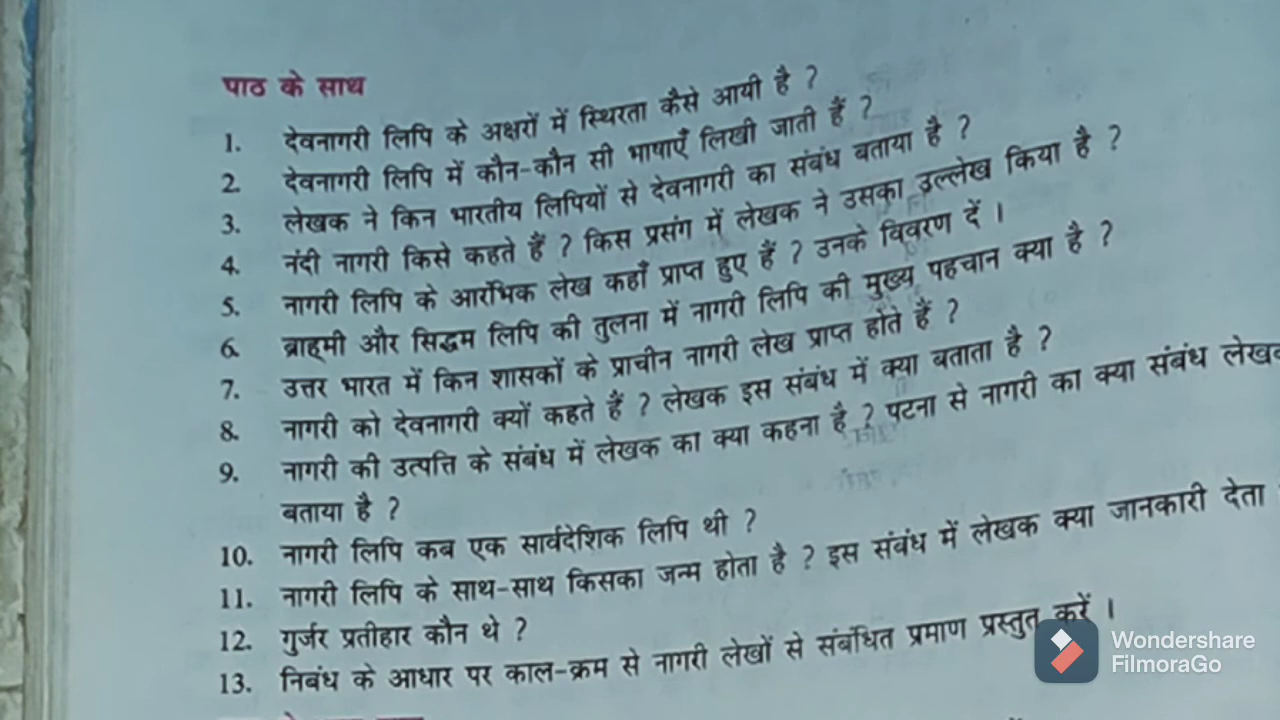 पाठ के साथ
1. देवनागरी लिपि के अक्षरों में स्थिरता कैसे आयी है ?
2. देवनागरी लिपि में कौन-कौन सी भाषाएँ लिखी जाती हैं ?
3. लेखक ने किन भारतीय लिपियों से देवनागरी का संबंध बताया है ?
4. नंदी नागरी किसे कहते हैं ? किस प्रसंग में लेखक ने उसका उल्लेख किया है ?
5. नागरी लिपि के आरंभिक लेख कहाँ प्राप्त हुए हैं ? उनके विवरण दें ।
6. ब्राह्मी और सिद्धम लिपि की तुलना में नागरी लिपि की मुख्य पहचान क्या है ?
7. उत्तर भारत में किन शासकों के प्राचीन नागरी लेख प्राप्त होते हैं ?
8. नागरी को देवनागरी क्यों कहते हैं ? लेखक इस संबंध में क्या बताता है ?
9. नागरी की उत्पत्ति के संबंध में लेखक का क्या कहना है ? पटना से नागरी का क्या संबंध
बताया है ?
10. नागरी लिपि कब एक सार्वदेशिक लिपि थी ?
11. नागरी लिपि के साथ-साथ किसका जन्म होता है ? इस संबंध में लेखक क्या जानकारी देता
12. गुर्जर प्रतीहार कौन थे ?
13. निबंध के आधार पर काल-क्रम से नागरी लेखों से संबंधित प्रमाण प्रस्तुत करें ।
Wondershare
FilmoraGo